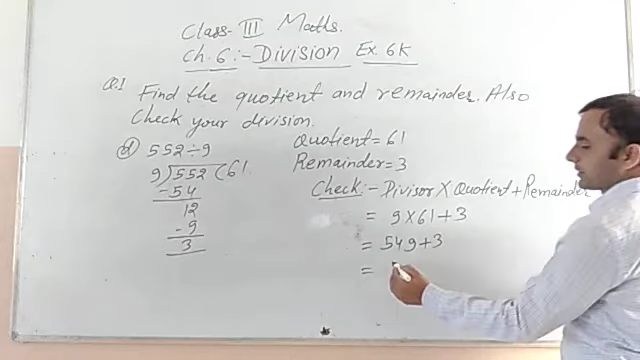 Class-III Maths.
Ch. 6:- Division Ex. 6K
Q.1 Find the quotient and remainder. Also
Check your division.
(d) 552÷9
9)552(61
-54
12
-9
3
Quotient=61
Remainder=3
Check:- Divisor X Quotient + Remainder
= 9X61+3
= 549+3
=